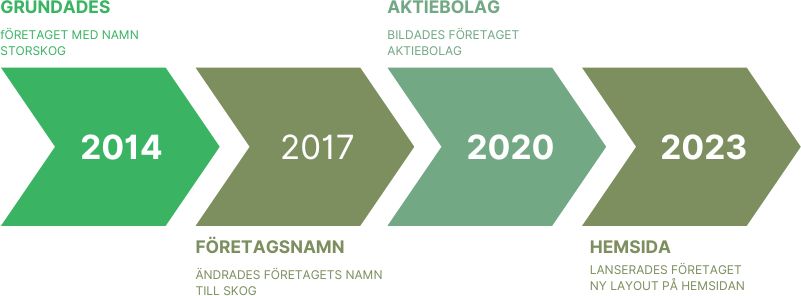 GRUNDADES
fÖRETAGET MED NAMN
STORSKOG
2014
2017
FÖRETAGSNAMN
ÄNDRADES FÖRETAGETS NAMN
TILL SKOG
AKTIEBOLAG
BILDADES FÖRETAGET
AKTIEBOLAG
2020
2023
HEMSIDA
LANSERADES FÖRETAGET
NY LAYOUT PÅ HEMSIDAN